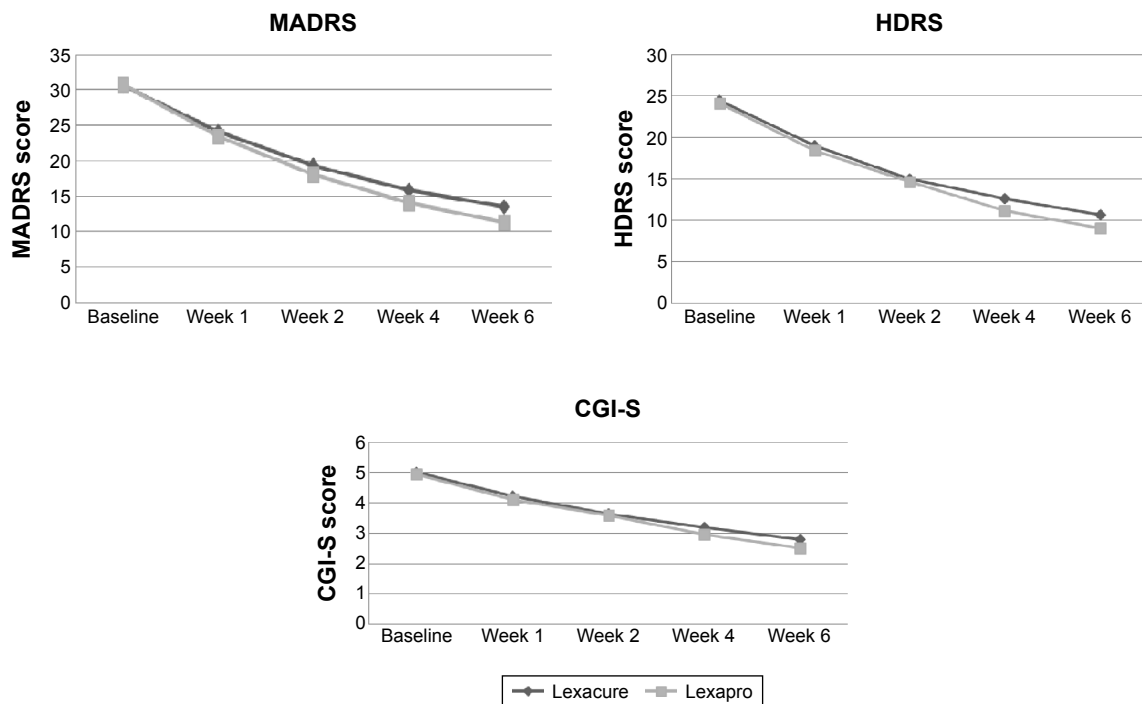 MADRS
MADRS score
35
30
25
20
15
10
5
0
Baseline Week 1 Week 2 Week 4 Week 6
HDRS
HDRS score
30
25
20
15
10
5
0
Baseline Week 1 Week 2 Week 4 Week 6
CGI-S
CGI-S score
6
5
4
3
2
1
0
Baseline Week 1 Week 2 Week 4 Week 6
Lexacure Lexapro